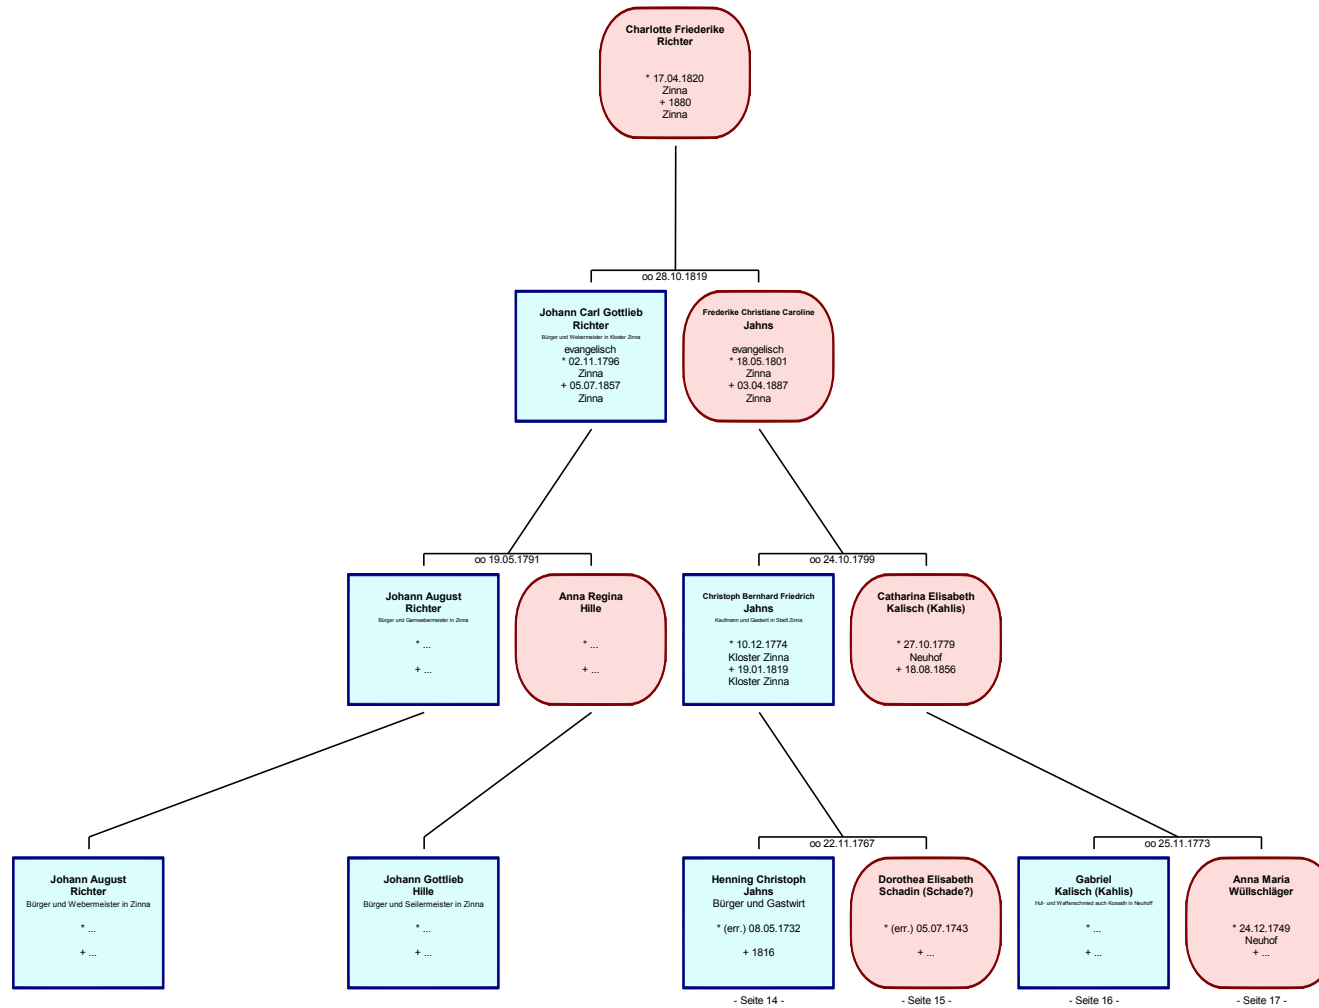 Charlotte Friederike
Richter
* 17.04.1820
Zinna
+ 1880
Zinna
oo 28.10.1819
Johann Carl Gottlieb
Richter
Bürger und Webermeister in Kloster Zinna
evangelisch
* 02.11.1796
Zinna
+ 05.07.1857
Zinna
Frederike Christiane Caroline
Jahns
evangelisch
* 18.05.1801
Zinna
+ 03.04.1887
Zinna
oo 19.05.1791
oo 24.10.1799
Johann August
Richter
Bürger und Garnwebermeister in Zinna
* ...
+ ...
Anna Regina
Hille
* ...
+ ...
Christoph Bernhard Friedrich
Jahns
Kaufmann und Gastwirt in Stadt Zinna
* 10.12.1774
Kloster Zinna
+ 19.01.1819
Kloster Zinna
Catharina Elisabeth
Kalisch (Kahlis)
* 27.10.1779
Neuhof
+ 18.08.1856
oo 22.11.1767
oo 25.11.1773
Johann August
Richter
Bürger und Webermeister in Zinna
* ...
+ ...
Johann Gottlieb
Hille
Bürger und Seilermeister in Zinna
* ...
+ ...
Henning Christoph
Jahns
Bürger und Gastwirt
* (err.) 08.05.1732
+ 1816
Dorothea Elisabeth
Schadin (Schade?)
* (err.) 05.07.1743
+ ...
Gabriel
Kalisch (Kahlis)
Huf- und Waffenschmied auch Kossath in Neuhoff
* ...
+ ...
Anna Maria
Wüllschläger
* 24.12.1749
Neuhof
+ ...
- Seite 14 -
- Seite 15 -
- Seite 16 -
- Seite 17 -